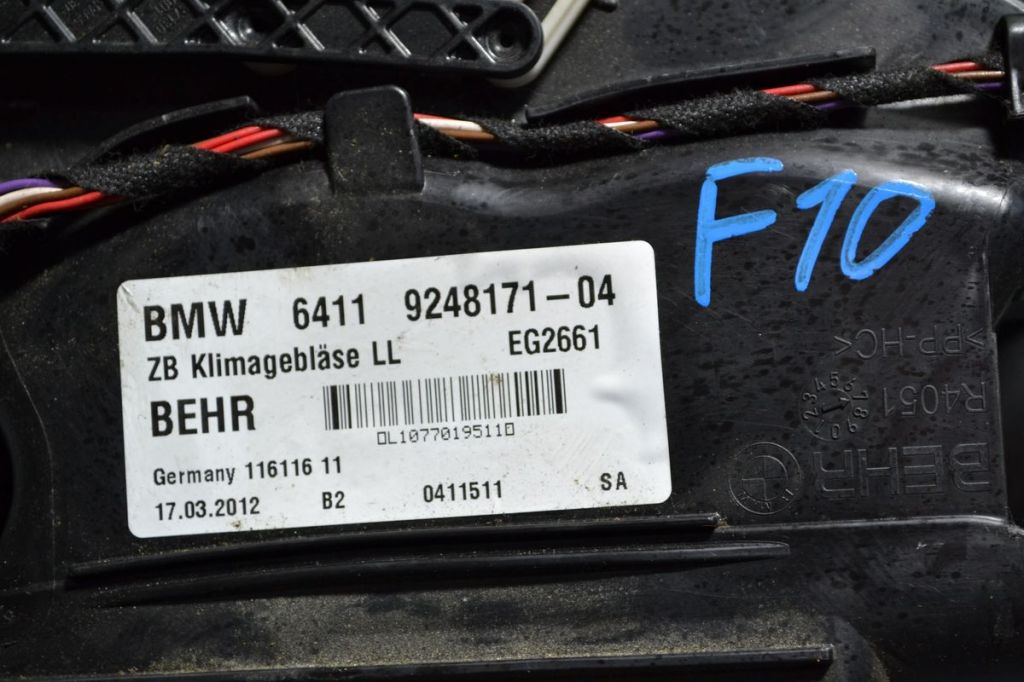 F10
BMW 6411 9248171-04
ZB Klimagebläse LL EG2661
BEHR
0L10770195110
Germany 116116 11
17.03.2012 B2 0411511 SA
>PP-HC<
R4051
BEHR